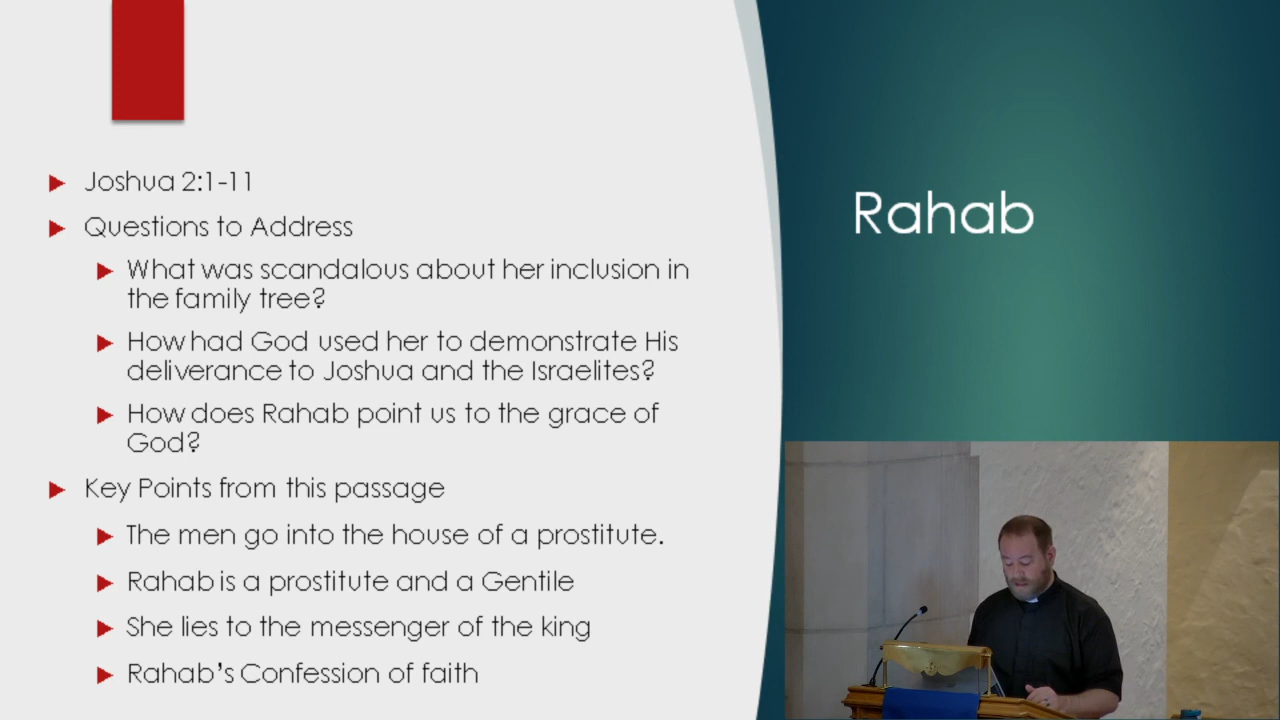 Joshua 2:1-11
Questions to Address
What was scandalous about her inclusion in
the family tree?
How had God used her to demonstrate His
deliverance to Joshua and the Israelites?
How does Rahab point us to the grace of
God?
Key Points from this passage
The men go into the house of a prostitute.
Rahab is a prostitute and a Gentile
She lies to the messenger of the king
Rahab's Confession of faith
Rahab